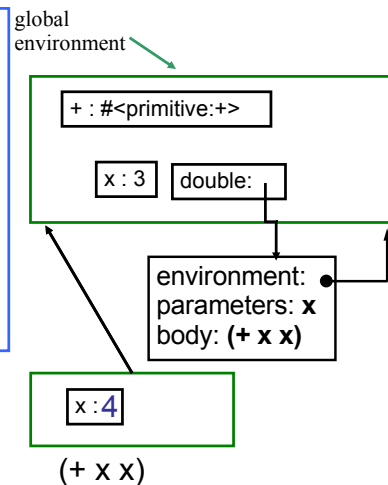 global
environment
+ : #<primitive:+>
x : 3
double:
environment:
parameters: x
body: (+ x x)
x : 4
(+ x x)